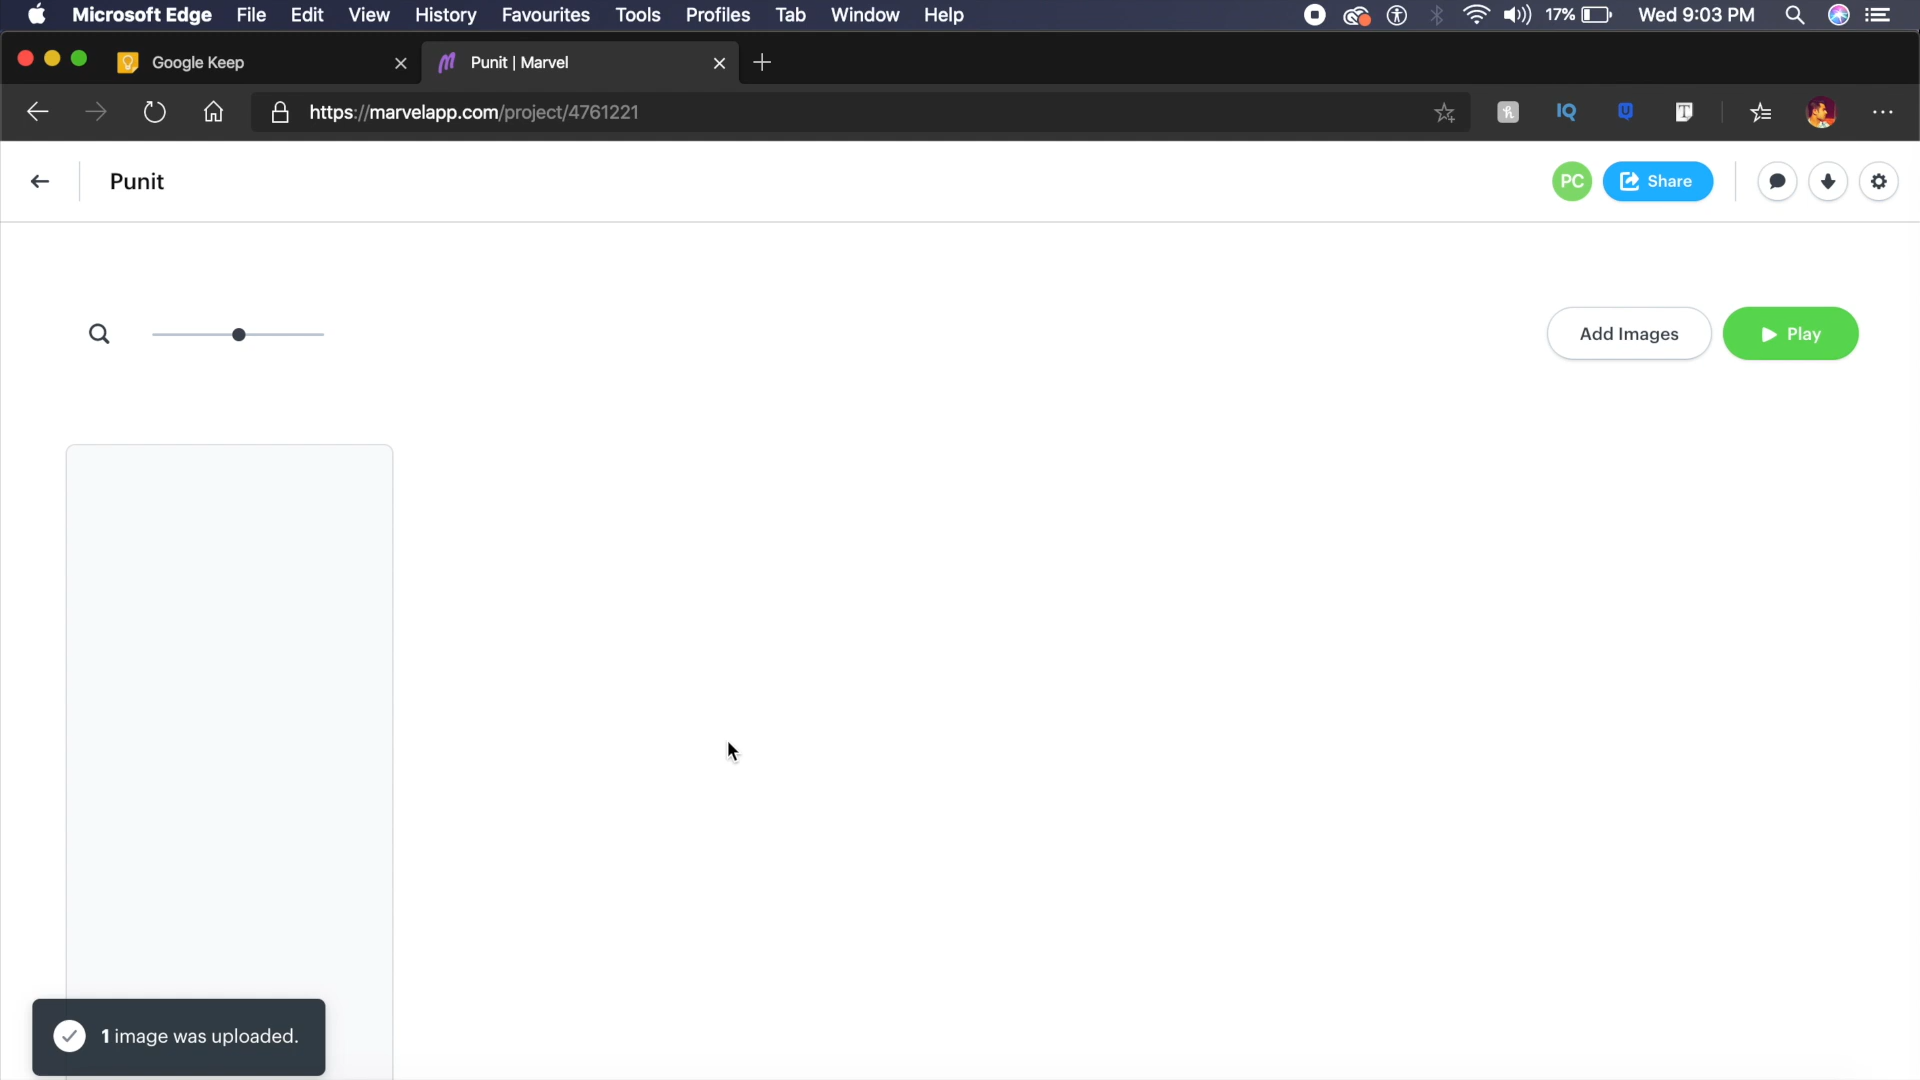 Microsoft Edge File Edit View History Favourites Tools Profiles Tab Window Help 17% Wed 9:03 PM
Google Keep Punit | Marvel
https://marvelapp.com/project/4761221 IQ
Punit PC Share
Add Images Play
1 image was uploaded.